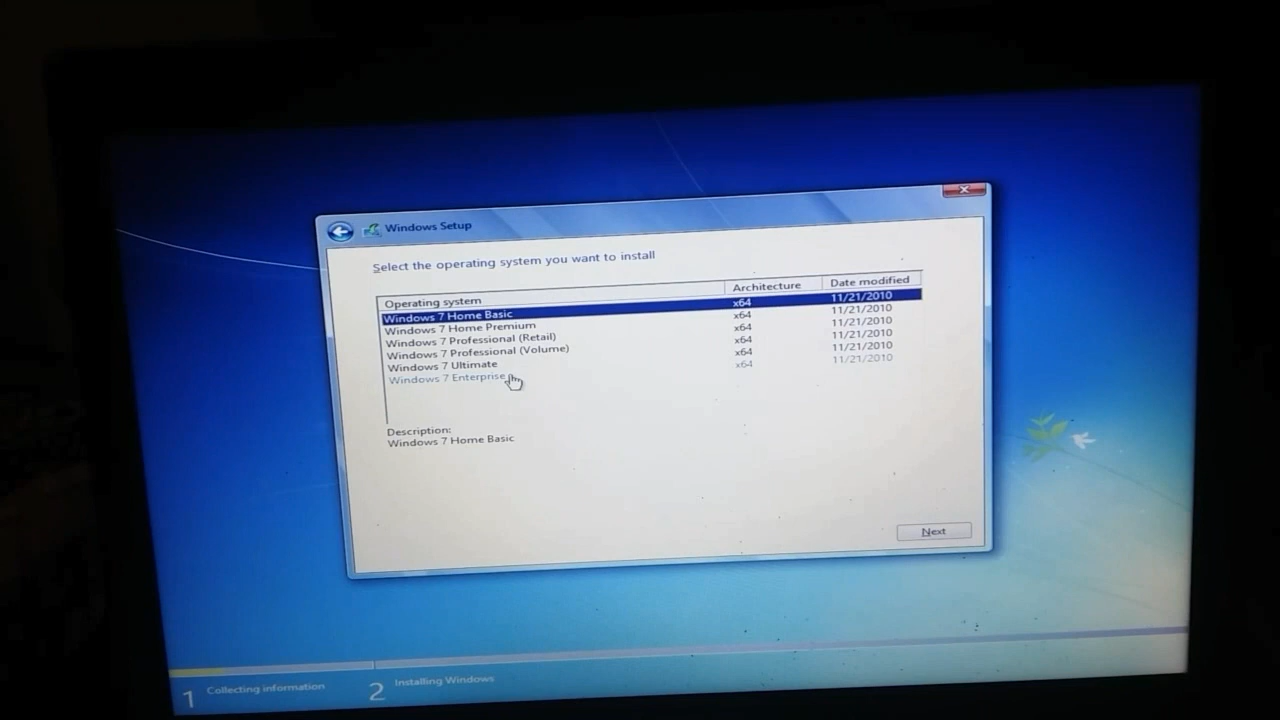 Windows Setup
Select the operating system you want to install
Operating system Architecture Date modified
Windows 7 Home Basic x64 11/21/2010
Windows 7 Home Premium x64 11/21/2010
Windows 7 Professional (Retail) x64 11/21/2010
Windows 7 Professional (Volume) x64 11/21/2010
Windows 7 Ultimate x64 11/21/2010
Windows 7 Enterprise x64 11/21/2010
Description:
Windows 7 Home Basic
Next
1 Collecting information
2 Installing Windows